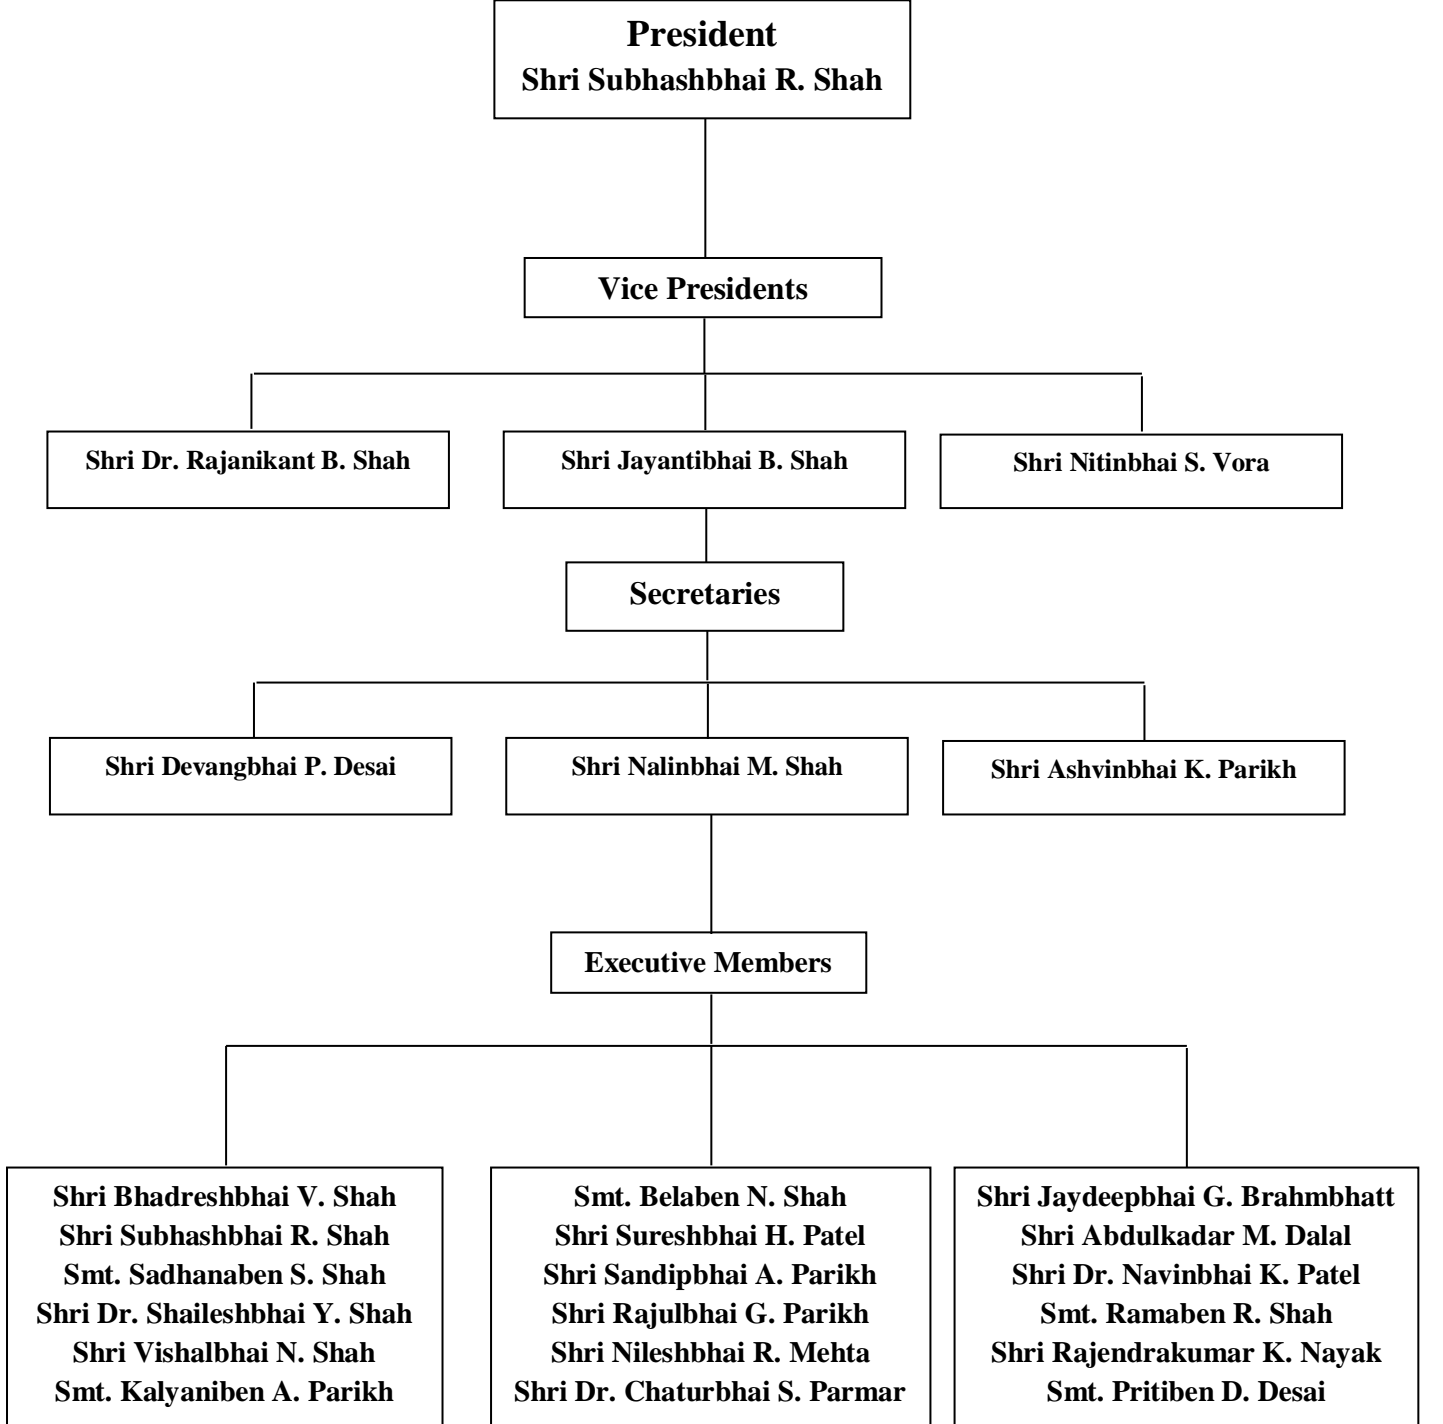 President
Shri Subhashbhai R. Shah
Vice Presidents
Shri Dr. Rajanikant B. Shah
Shri Jayantibhai B. Shah
Shri Nitinbhai S. Vora
Secretaries
Shri Devangbhai P. Desai
Shri Nalinbhai M. Shah
Shri Ashvinbhai K. Parikh
Executive Members
Shri Bhadreshbhai V. Shah
Shri Subhashbhai R. Shah
Smt. Sadhanaben S. Shah
Shri Dr. Shaileshbhai Y. Shah
Shri Vishalbhai N. Shah
Smt. Kalyaniben A. Parikh
Smt. Belaben N. Shah
Shri Sureshbhai H. Patel
Shri Sandipbhai A. Parikh
Shri Rajulbhai G. Parikh
Shri Nileshbhai R. Mehta
Shri Dr. Chaturbhai S. Parmar
Shri Jaydeepbhai G. Brahmbhatt
Shri Abdulkadar M. Dalal
Shri Dr. Navinbhai K. Patel
Smt. Ramaben R. Shah
Shri Rajendrakumar K. Nayak
Smt. Pritiben D. Desai